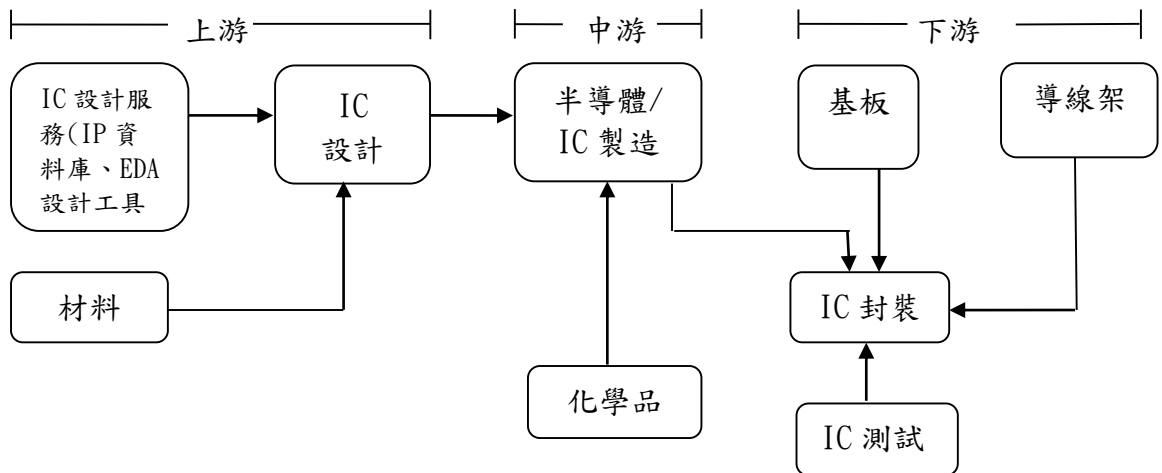 上游
中游
下游
IC 設計服
務(IP 資
料庫、EDA
設計工具
IC
設計
半導體/
IC 製造
基板
導線架
材料
IC 封裝
化學品
IC 測試